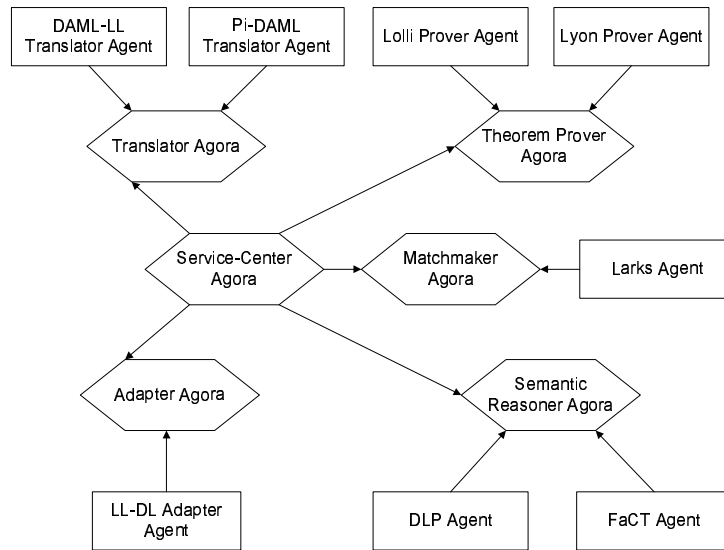 DAML-LL
Translator Agent
Pi-DAML
Translator Agent
Lolli Prover Agent
Lyon Prover Agent
Translator Agora
Theorem Prover
Agora
Service-Center
Agora
Matchmaker
Agora
Larks Agent
Adapter Agora
Semantic
Reasoner Agora
LL-DL Adapter
Agent
DLP Agent
FaCT Agent